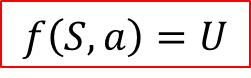 f(S, a) = U